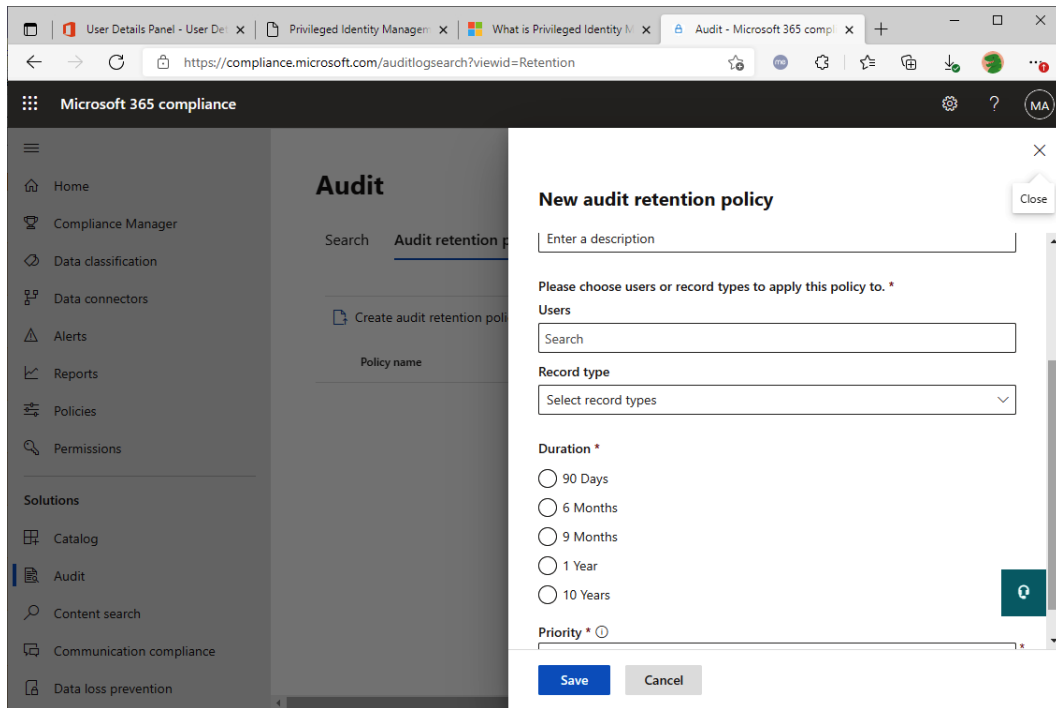 User Details Panel - User Det
Privileged Identity Managem
What is Privileged Identity M
Audit - Microsoft 365 compl
https://compliance.microsoft.com/auditlogsearch?viewid=Retention
me
Microsoft 365 compliance
?
MA
Home
Compliance Manager
Data classification
Data connectors
Alerts
Reports
Policies
Permissions
Solutions
Catalog
Audit
Content search
Communication compliance
Data loss prevention
Audit
Search
Audit retention p
Create audit retention poli
Policy name
Close
New audit retention policy
Enter a description
Please choose users or record types to apply this policy to. *
Users
Search
Record type
Select record types
Duration *
90 Days
6 Months
9 Months
1 Year
10 Years
Priority *
*
Save
Cancel